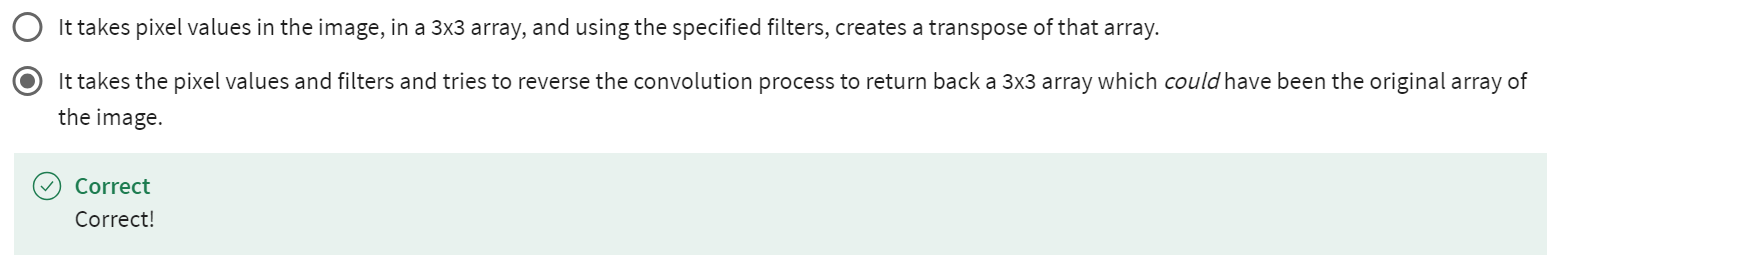 It takes pixel values in the image, in a 3x3 array, and using the specified filters, creates a transpose of that array.
It takes the pixel values and filters and tries to reverse the convolution process to return back a 3x3 array which could have been the original array of
the image.
Correct
Correct!